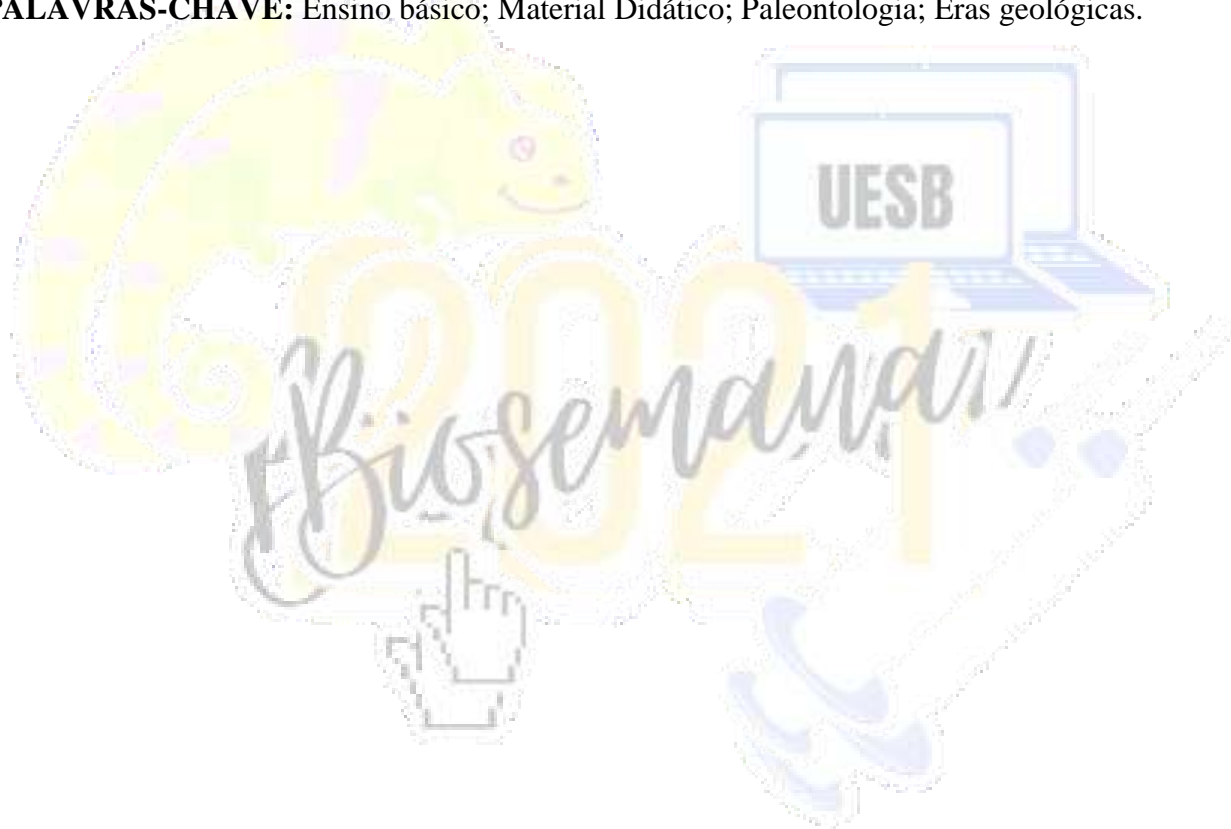 PALAVRAS-CHAVE: Ensino básico; Material Didático; Paleontologia; Eras geológicas.
UESB
2021
#Biosemana